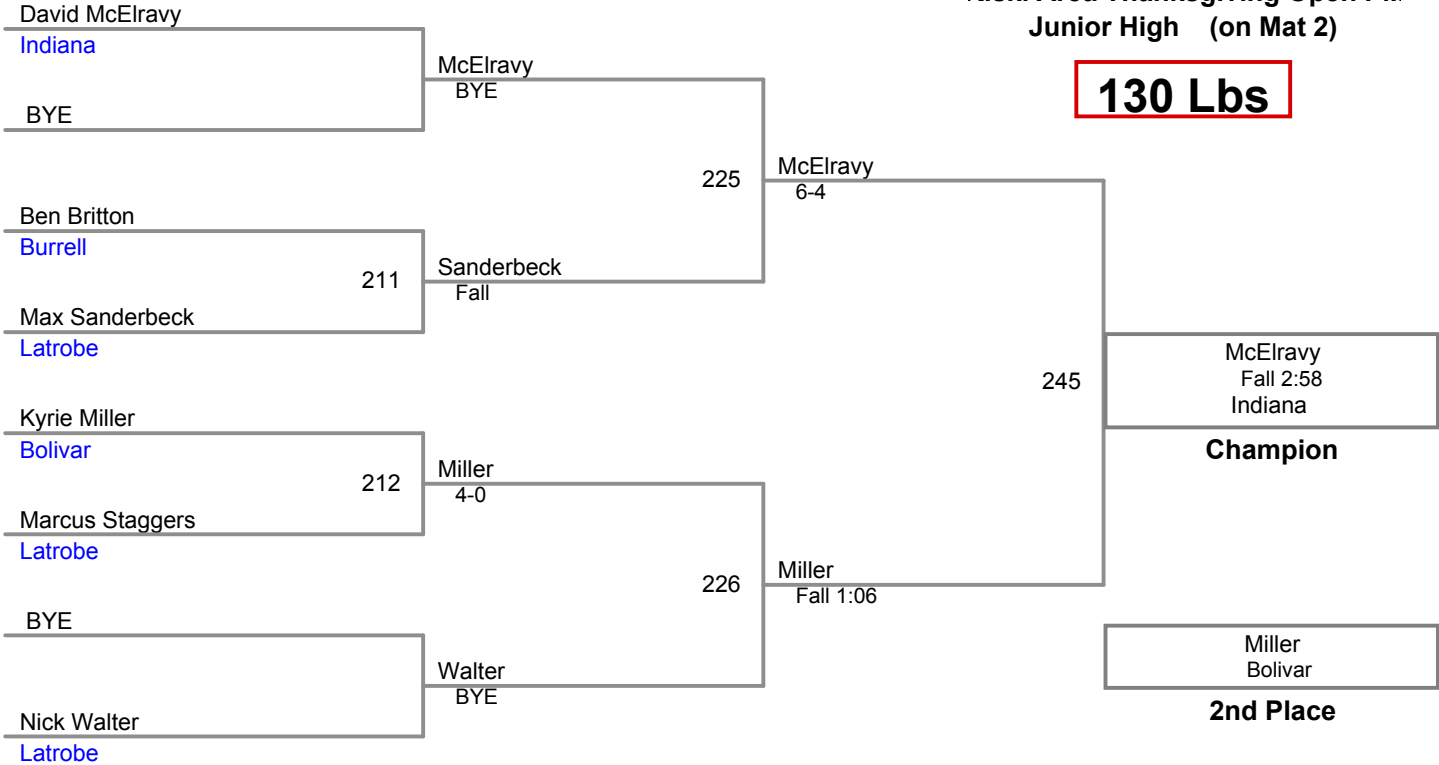 Area Thanksgiving Open
Junior High (on Mat 2)
130 Lbs
David McElravy
Indiana
BYE
Ben Britton
Burrell
211
Max Sanderbeck
Latrobe
Kyrie Miller
Bolivar
212
Marcus Staggers
Latrobe
BYE
Nick Walter
Latrobe
McElravy
BYE
225
Sanderbeck
Fall
Miller
4-0
226
Walter
BYE
McElravy
6-4
245
Miller
Fall 1:06
McElravy
Fall 2:58
Indiana
Champion
Miller
Bolivar
2nd Place